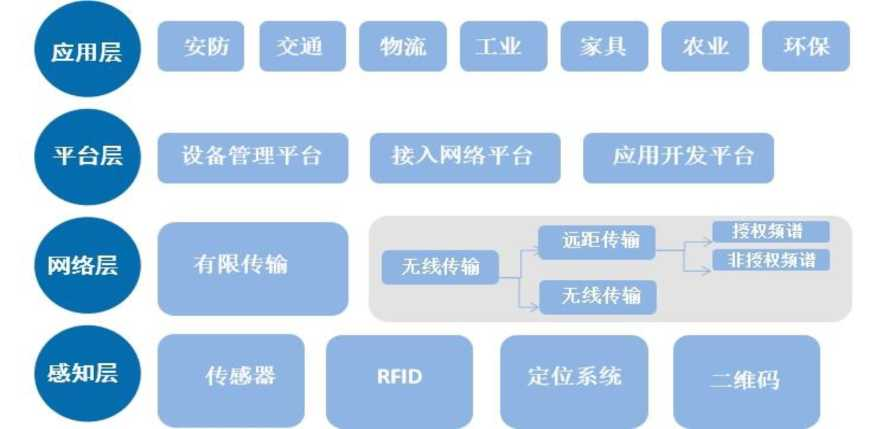 应用层
安防
交通
物流
工业
家具
农业
环保
平台层
设备管理平台
接入网络平台
应用开发平台
网络层
有限传输
无线传输
远距传输
授权频谱
非授权频谱
无线传输
感知层
传感器
RFID
定位系统
二维码